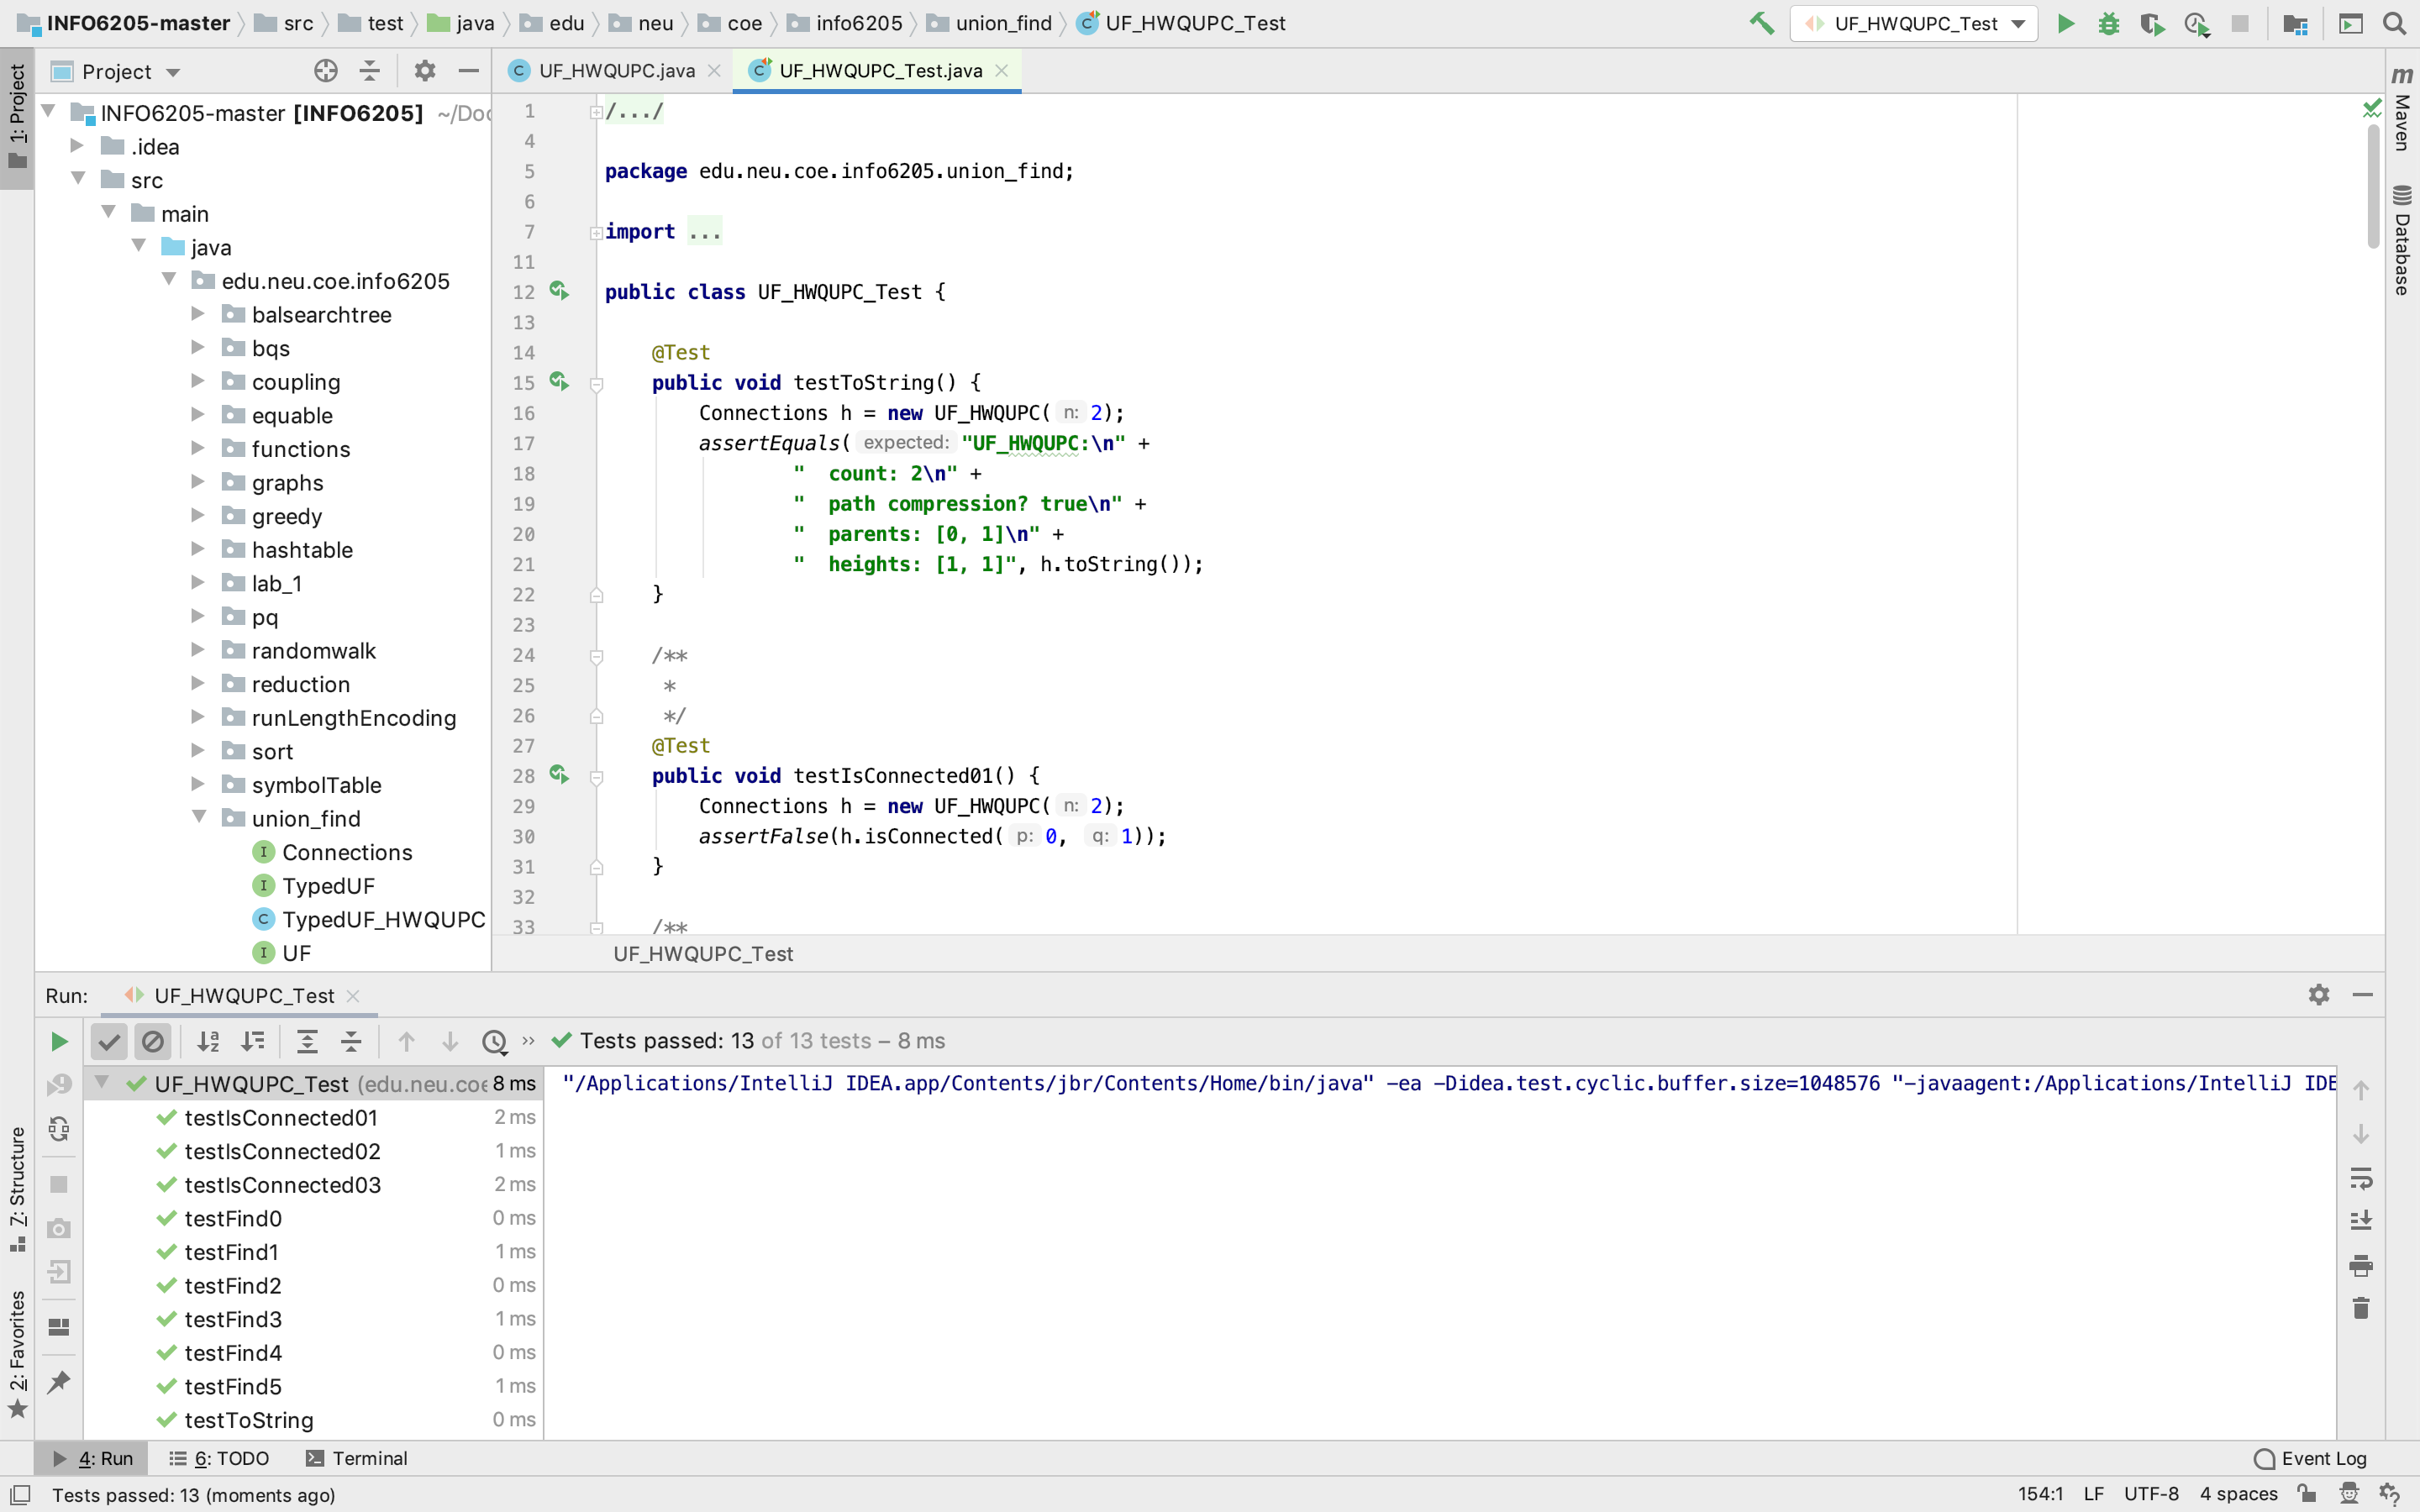 INFO6205-master src test java edu neu coe info6205 union_find UF_HWQUPC_Test UF_HWQUPC_Test
1: Project
Project
UF_HWQUPC.java UF_HWQUPC_Test.java
INFO6205-master [INFO6205] ~/Doc
.idea
src
main
java
edu.neu.coe.info6205
balsearchtree
bqs
coupling
equable
functions
graphs
greedy
hashtable
lab_1
pq
randomwalk
reduction
runLengthEncoding
sort
symbolTable
union_find
Connections
TypedUF
TypedUF_HWQUPC
UF
1 /.../
4
5 package edu.neu.coe.info6205.union_find;
6
7 import ...
11
12 public class UF_HWQUPC_Test {
13
14 @Test
15 public void testToString() {
16 Connections h = new UF_HWQUPC( n: 2);
17 assertEquals( expected: "UF_HWQUPC:\n" +
18 "  count: 2\n" +
19 "  path compression? true\n" +
20 "  parents: [0, 1]\n" +
21 "  heights: [1, 1]", h.toString());
22 }
23
24 /**
25 *
26 */
27 @Test
28 public void testIsConnected01() {
29 Connections h = new UF_HWQUPC( n: 2);
30 assertFalse(h.isConnected( p: 0, q: 1));
31 }
32
33 /**
UF_HWQUPC_Test
m Maven
Database
Run: UF_HWQUPC_Test
Tests passed: 13 of 13 tests – 8 ms
UF_HWQUPC_Test (edu.neu.coe 8 ms
testIsConnected01 2 ms
testIsConnected02 1 ms
testIsConnected03 2 ms
testFind0 0 ms
testFind1 1 ms
testFind2 0 ms
testFind3 1 ms
testFind4 0 ms
testFind5 1 ms
testToString 0 ms
"/Applications/IntelliJ IDEA.app/Contents/jbr/Contents/Home/bin/java" -ea -Didea.test.cyclic.buffer.size=1048576 "-javaagent:/Applications/IntelliJ IDE
7: Structure
2: Favorites
4: Run 6: TODO Terminal Event Log
Tests passed: 13 (moments ago) 154:1 LF UTF-8 4 spaces